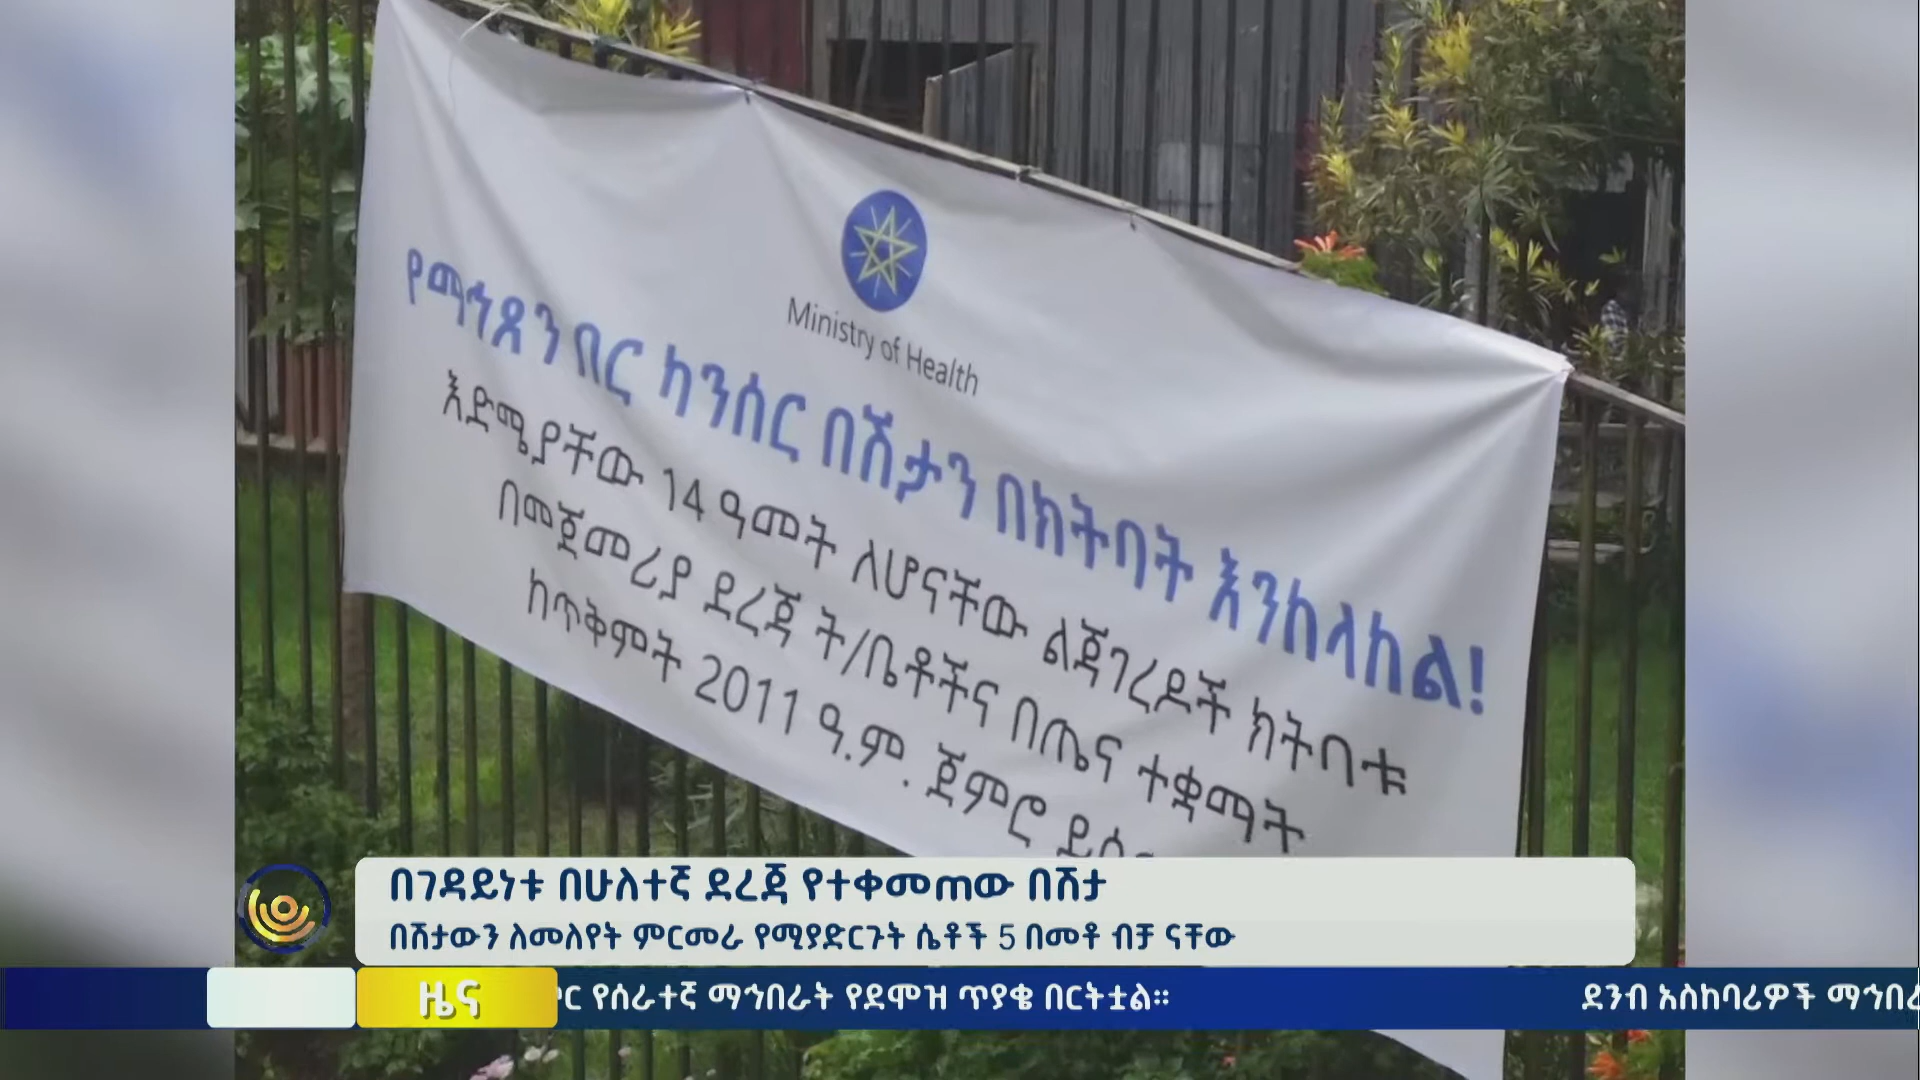 Ministry of Health
የማኅጸን በር ካንሰር በሽታን በክትባት እንከላከል!
እድሜያቸው 14 ዓመት ለሆናቸው ልጃገረዶች ክትባቱ
በመጀመሪያ ደረጃ ት/ቤቶችና በጤና ተቋማት
ከጥቅምት 2011 ዓ.ም. ጀምሮ
በገዳይነቱ በሁለተኛ ደረጃ የተቀመጠው በሽታ
በሽታውን ለመለየት ምርመራ የሚያድርጉት ሴቶች 5 በመቶ ብቻ ናቸው
ዜና
የሰራተኛ ማኅበራት የደሞዝ ጥያቄ በርትቷል።
ደንብ አስከባሪዎች